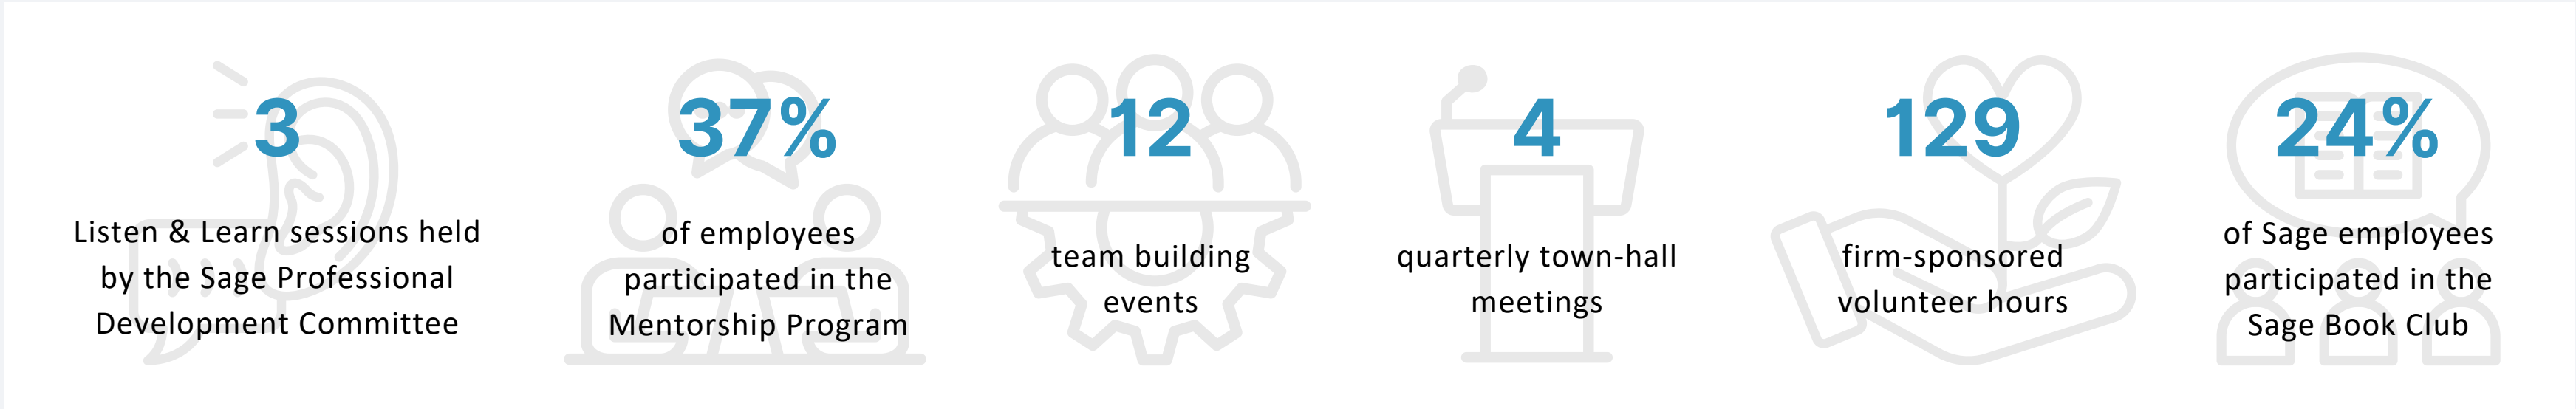 3
Listen & Learn sessions held
by the Sage Professional
Development Committee
37%
of employees
participated in the
Mentorship Program
12
team building
events
4
quarterly town-hall
meetings
129
firm-sponsored
volunteer hours
24%
of Sage employees
participated in the
Sage Book Club